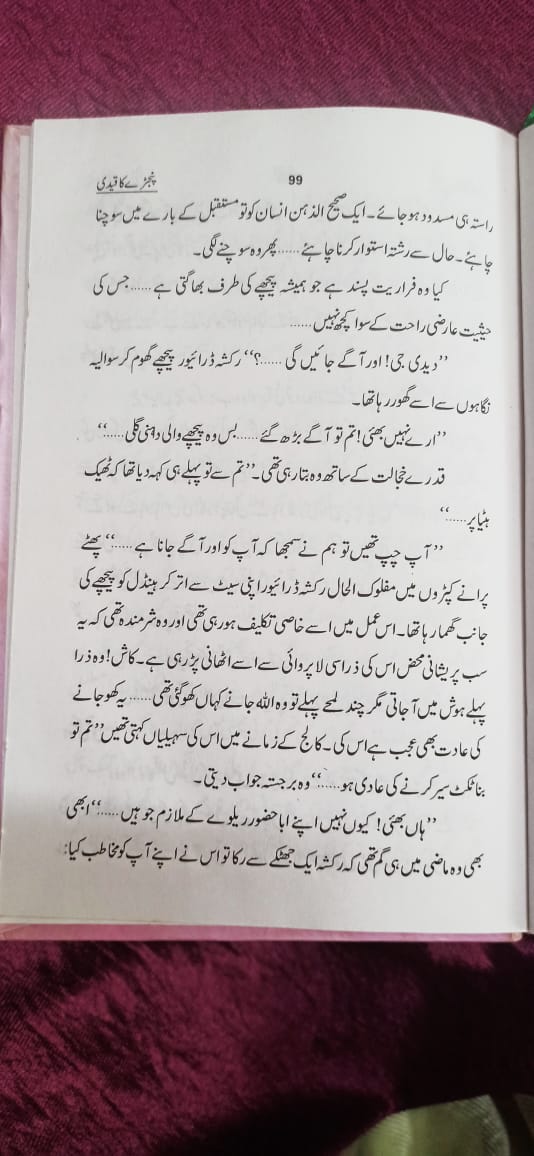 پنجرے کا قیدی 99
راستہ ہی مسدود ہو جائے۔ ایک صحیح الذہن انسان کو تو مستقبل کے بارے میں سوچنا
چاہئے۔ حال سے رشتہ استوار کرنا چاہئے...... پھر وہ سوچنے لگی۔
کیا وہ فراریت پسند ہے جو ہمیشہ پیچھے کی طرف بھاگتی ہے...... جس کی
حیثیت عارضی راحت کے سوا کچھ نہیں......
”دیدی جی! اور آگے جائیں گی......؟“ رکشہ ڈرائیور پیچھے گھوم کر سوالیہ
نگاہوں سے اسے گھور رہا تھا۔
”ارے نہیں بھئی! تم تو آگے بڑھ گئے...... بس وہ پیچھے والی داہنی گلی......“
قدرے خجالت کے ساتھ وہ بتا رہی تھی۔ ”تم سے تو پہلے ہی کہہ دیا تھا کہ ٹھیک
بٹیا پر......“
”آپ چپ تھیں تو ہم نے سمجھا کہ آپ کو اور آگے جانا ہے......“ پھٹے
پرانے کپڑوں میں مفلوک الحال رکشہ ڈرائیور اپنی سیٹ سے اتر کر ہینڈل کو پیچھے کی
جانب گھما رہا تھا۔ اس عمل میں اسے خاصی تکلیف ہو رہی تھی اور وہ شرمندہ تھی کہ یہ
سب پریشانی محض اس کی ذرا سی لا پروائی سے اسے اٹھانی پڑ رہی ہے۔ کاش! وہ ذرا
پہلے ہوش میں آ جاتی مگر چند لمحے پہلے تو وہ اللہ جانے کہاں کھو گئی تھی...... یہ کھو جانے
کی عادت بھی عجب ہے اس کی۔ کالج کے زمانے میں اس کی سہیلیاں کہتی تھیں ”تم تو
بنا ٹکٹ سیر کرنے کی عادی ہو......“ وہ برجستہ جواب دیتی۔
”ہاں بھئی! کیوں نہیں اپنے ابا حضور ریلوے کے ملازم جو ہیں......“ ابھی
بھی وہ ماضی میں ہی گم تھی کہ رکشہ ایک جھٹکے سے رکا تو اس نے اپنے آپ کو مخاطب کیا: